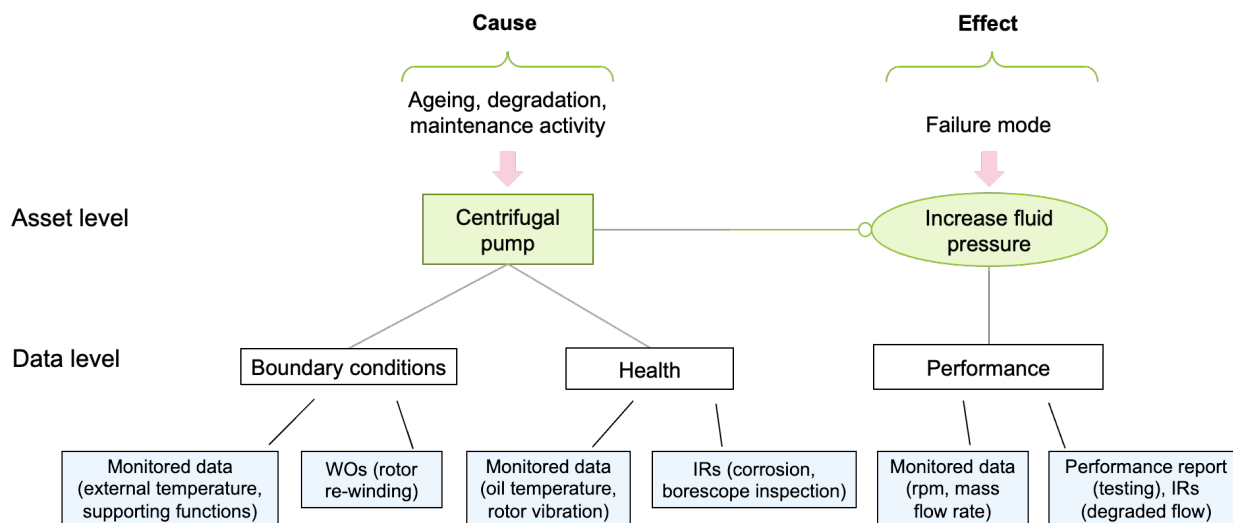 Cause
Effect
Ageing, degradation,
maintenance activity
Failure mode
Asset level
Centrifugal
pump
Increase fluid
pressure
Data level
Boundary conditions
Health
Performance
Monitored data
(external temperature,
supporting functions)
WOs (rotor
re-winding)
Monitored data
(oil temperature,
rotor vibration)
IRs (corrosion,
borescope inspection)
Monitored data
(rpm, mass
flow rate)
Performance report
(testing), IRs
(degraded flow)